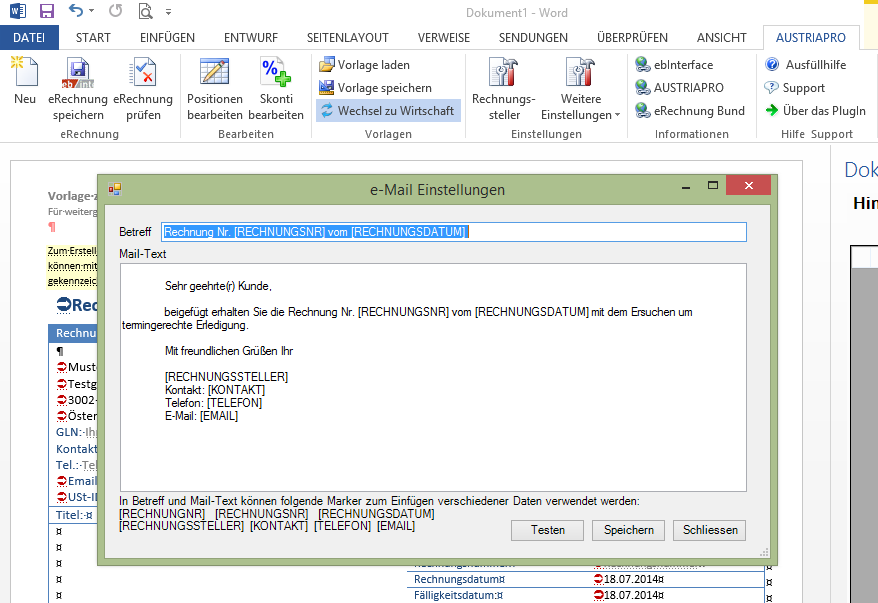 Dokument1 - Word
DATEI START EINFÜGEN ENTWURF SEITENLAYOUT VERWEISE SENDUNGEN ÜBERPRÜFEN ANSICHT AUSTRIAPRO
Neu
eRechnung speichern
eRechnung prüfen
eRechnung
Positionen bearbeiten
Skonti bearbeiten
Bearbeiten
Vorlage laden
Vorlage speichern
Wechsel zu Wirtschaft
Vorlagen
Rechnungs-
steller
Weitere
Einstellungen
Einstellungen
ebInterface
AUSTRIAPRO
eRechnung Bund
Informationen
Ausfüllhilfe
Support
Über das PlugIn
Hilfe Support
Vorlage
Für·weiterg
¶
Zum·Erstell
können·mit
gekennzeic
Rec
Rechnu
¶
Must
Testg
3002
Öster
GLN:
Kontakt
Tel.:
Email
USt-I
Titel:·¤
Dok
Hin
e-Mail Einstellungen
Betreff Rechnung Nr. [RECHNUNGSNR] vom [RECHNUNGSDATUM]
Mail-Text
Sehr geehrte(r) Kunde,
beigefügt erhalten Sie die Rechnung Nr. [RECHNUNGSNR] vom [RECHNUNGSDATUM] mit dem Ersuchen um
termingerechte Erledigung.
Mit freundlichen Grüßen Ihr
[RECHNUNGSSTELLER]
Kontakt: [KONTAKT]
Telefon: [TELEFON]
E-Mail: [EMAIL]
In Betreff und Mail-Text können folgende Marker zum Einfügen verschiedener Daten verwendet werden:
[RECHNUNGNR] [RECHNUNGSNR] [RECHNUNGSDATUM]
[RECHNUNGSSTELLER] [KONTAKT] [TELEFON] [EMAIL]
Testen Speichern Schliessen
Rechnungsdatum¤ 18.07.2014¤
Fälligkeitsdatum:¤ 18.07.2014¤